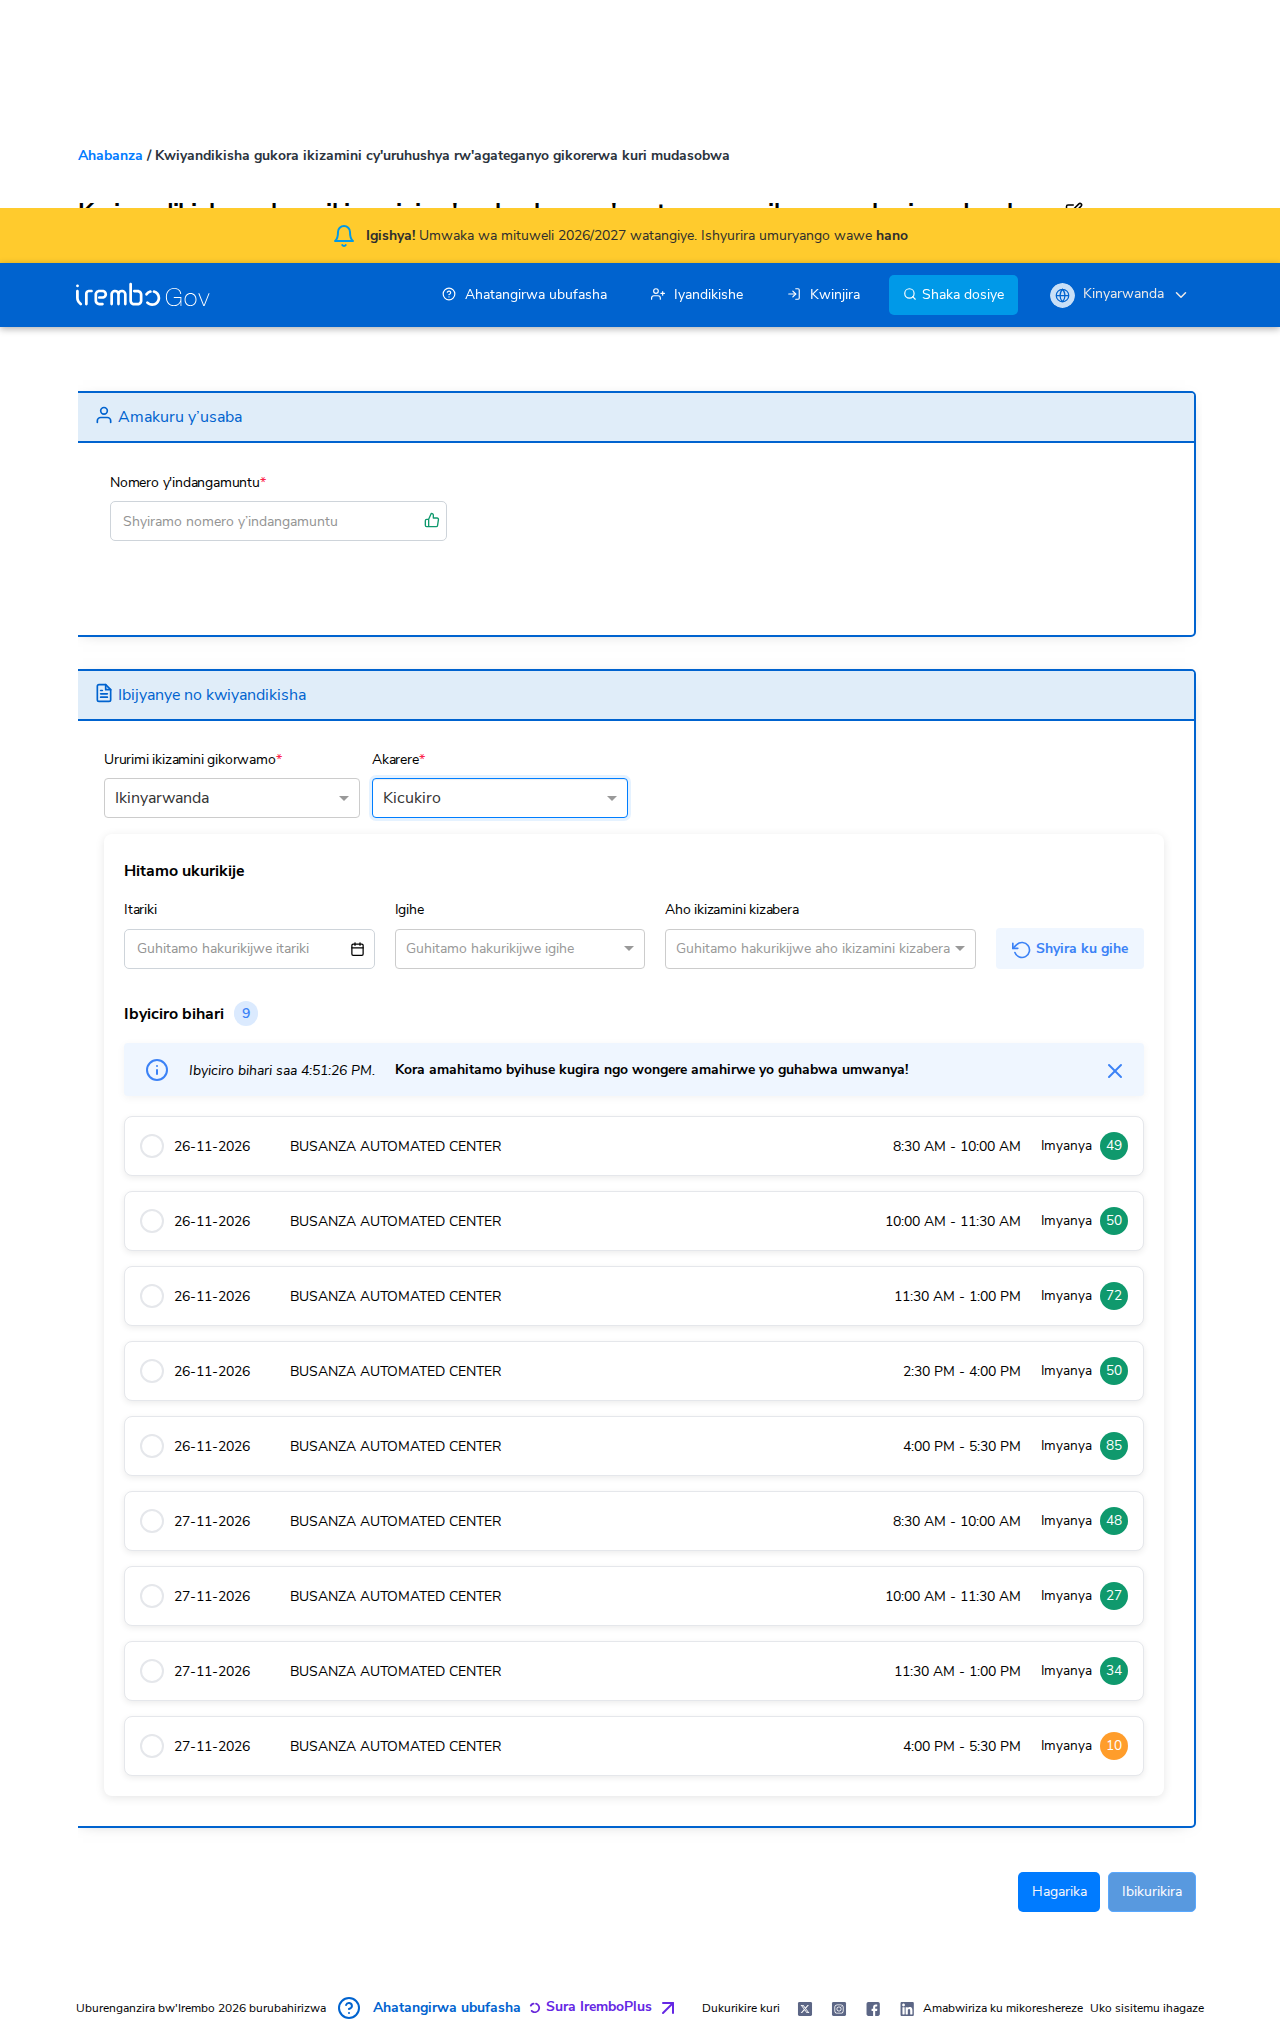 Ahabanza / Kwiyandikisha gukora ikizamini cy'uruhushya rw'agateganyo gikorerwa kuri mudasobwa
Igishya! Umwaka wa mituweli 2026/2027 watangiye. Ishyurira umuryango wawe hano
irembo Gov
Ahatangirwa ubufasha
Iyandikishe
Kwinjira
Shaka dosiye
Kinyarwanda
Amakuru y’usaba
Nomero y'indangamuntu*
Shyiramo nomero y’indangamuntu
Ibijyanye no kwiyandikisha
Ururimi ikizamini gikorwamo* Akarere*
Ikinyarwanda Kicukiro
Hitamo ukurikije
Itariki Igihe Aho ikizamini kizabera
Guhitamo hakurikijwe itariki Guhitamo hakurikijwe igihe Guhitamo hakurikijwe aho ikizamini kizabera Shyira ku gihe
Ibyiciro bihari 9
Ibyiciro bihari saa 4:51:26 PM. Kora amahitamo byihuse kugira ngo wongere amahirwe yo guhabwa umwanya!
26-11-2026 BUSANZA AUTOMATED CENTER 8:30 AM - 10:00 AM Imyanya 49
26-11-2026 BUSANZA AUTOMATED CENTER 10:00 AM - 11:30 AM Imyanya 50
26-11-2026 BUSANZA AUTOMATED CENTER 11:30 AM - 1:00 PM Imyanya 72
26-11-2026 BUSANZA AUTOMATED CENTER 2:30 PM - 4:00 PM Imyanya 50
26-11-2026 BUSANZA AUTOMATED CENTER 4:00 PM - 5:30 PM Imyanya 85
27-11-2026 BUSANZA AUTOMATED CENTER 8:30 AM - 10:00 AM Imyanya 48
27-11-2026 BUSANZA AUTOMATED CENTER 10:00 AM - 11:30 AM Imyanya 27
27-11-2026 BUSANZA AUTOMATED CENTER 11:30 AM - 1:00 PM Imyanya 34
27-11-2026 BUSANZA AUTOMATED CENTER 4:00 PM - 5:30 PM Imyanya 10
Hagarika Ibikurikira
Uburenganzira bw'Irembo 2026 burubahirizwa Ahatangirwa ubufasha Sura IremboPlus Dukurikire kuri Amabwiriza ku mikoreshereze Uko sisitemu ihagaze